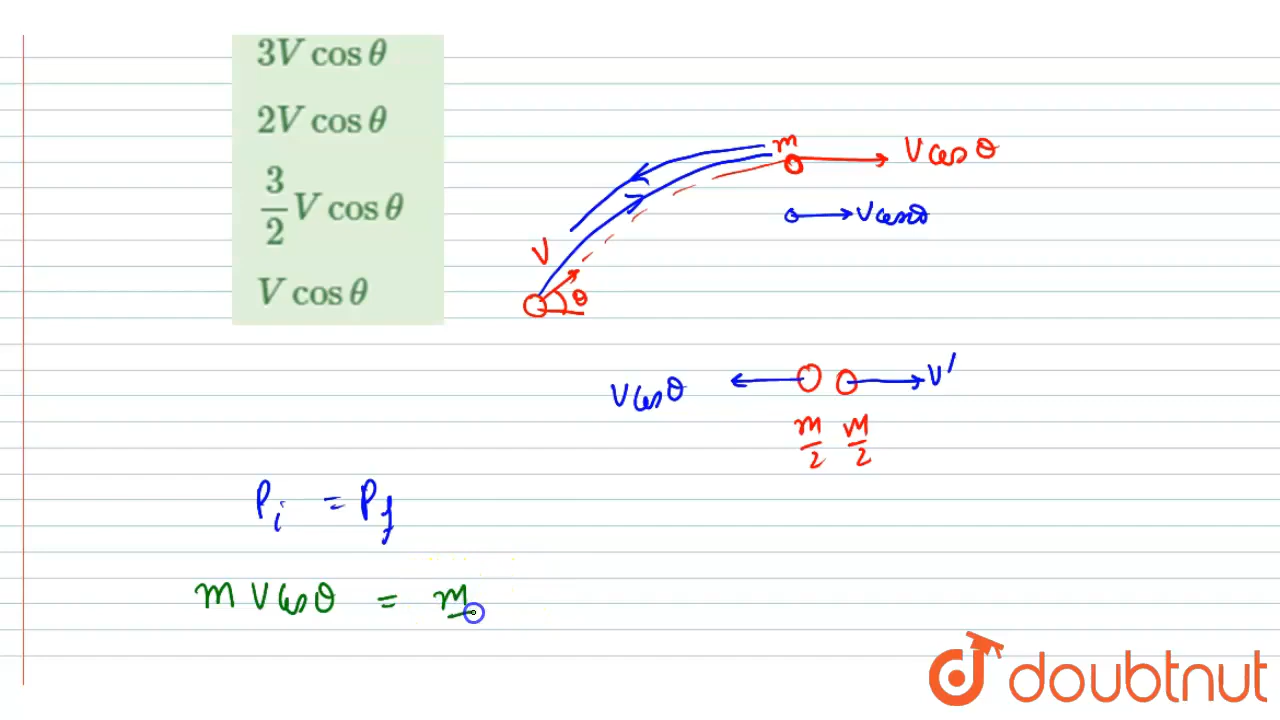 3V cos θ
2V cos θ
3/2 V cos θ
V cos θ
m
V cos θ
V cos θ
V
θ
V cos θ
V'
m/2 m/2
Pi = Pf
m V cos θ = m
doubtnut